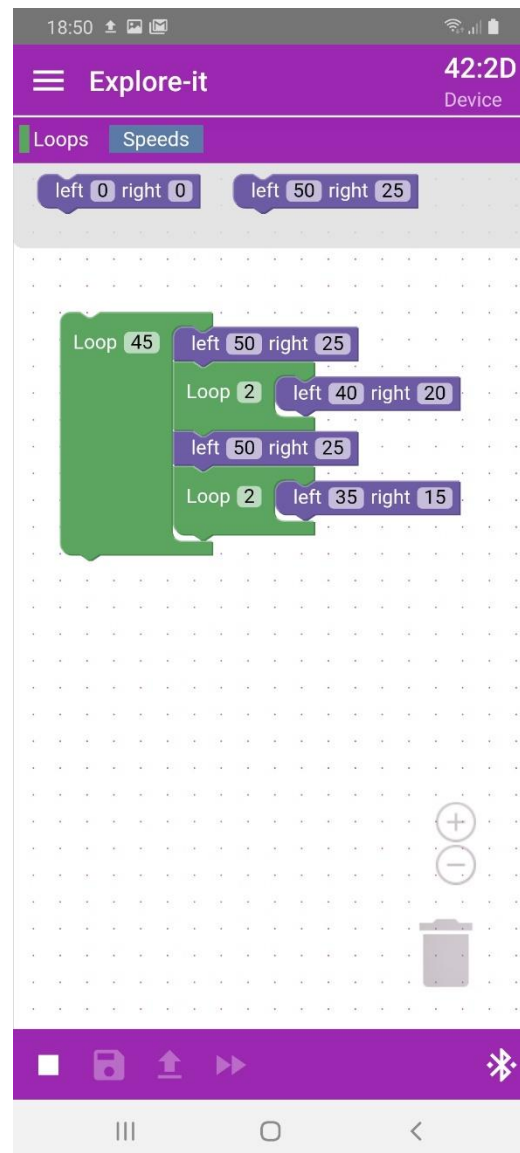 18:50
Explore-it
42:2D
Device
Loops Speeds
left 0 right 0 left 50 right 25
Loop 45 left 50 right 25
Loop 2 left 40 right 20
left 50 right 25
Loop 2 left 35 right 15